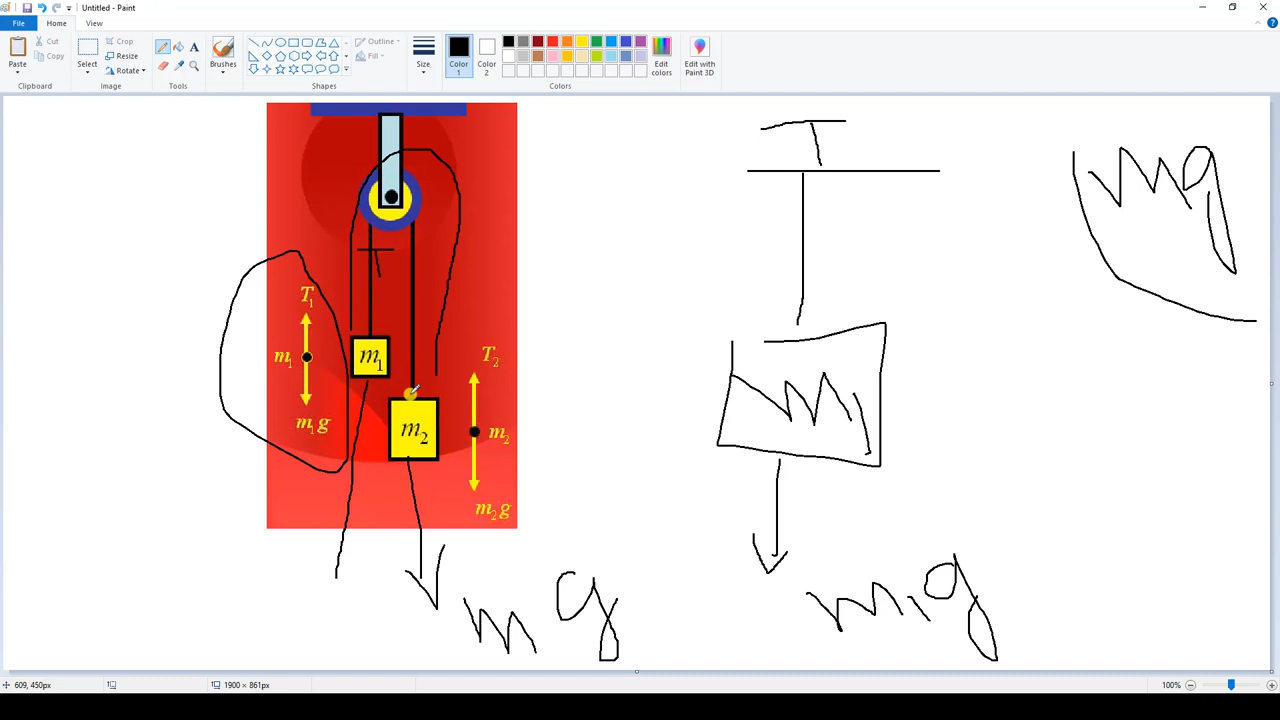 Untitled - Paint
File
Home
View
Paste
Cut
Copy
Clipboard
Select
Crop
Resize
Rotate
Image
A
Tools
Brushes
Shapes
Outline
Fill
Size
Color
1
Color
2
Edit
colors
Colors
Edit with
Paint 3D
T
mg
T
T₁
m₁
m₁
m₁g
T₂
m₂
m₂
m₂g
m₁
mg
m₁g
609, 450px
1900 × 861px
100%